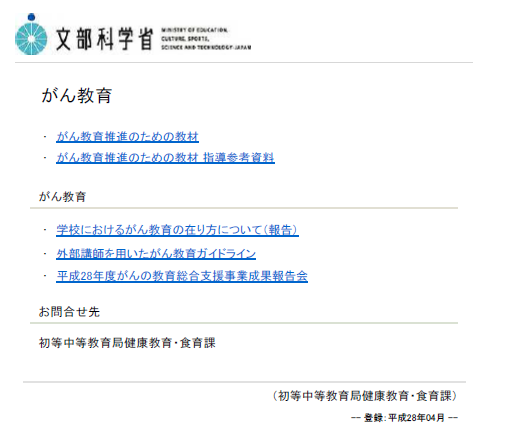 文部科学省
MINISTRY OF EDUCATION,
CULTURE, SPORTS,
SCIENCE AND TECHNOLOGY-JAPAN
がん教育
・ がん教育推進のための教材
・ がん教育推進のための教材 指導参考資料
がん教育
・ 学校におけるがん教育の在り方について(報告)
・ 外部講師を用いたがん教育ガイドライン
・ 平成28年度がんの教育総合支援事業成果報告会
お問合せ先
初等中等教育局健康教育・食育課
(初等中等教育局健康教育・食育課)
-- 登録:平成28年04月 --